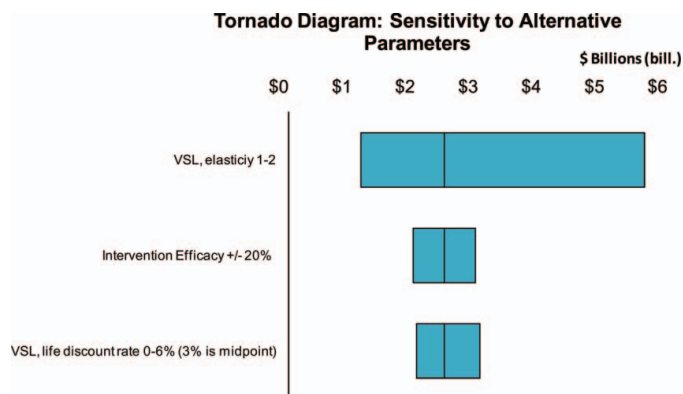 Tornado Diagram: Sensitivity to Alternative
Parameters
$ Billions (bill.)
$0 $1 $2 $3 $4 $5 $6
VSL, elasticiy 1-2
Intervention Efficacy +/- 20%
VSL, life discount rate 0-6% (3% is midpoint)